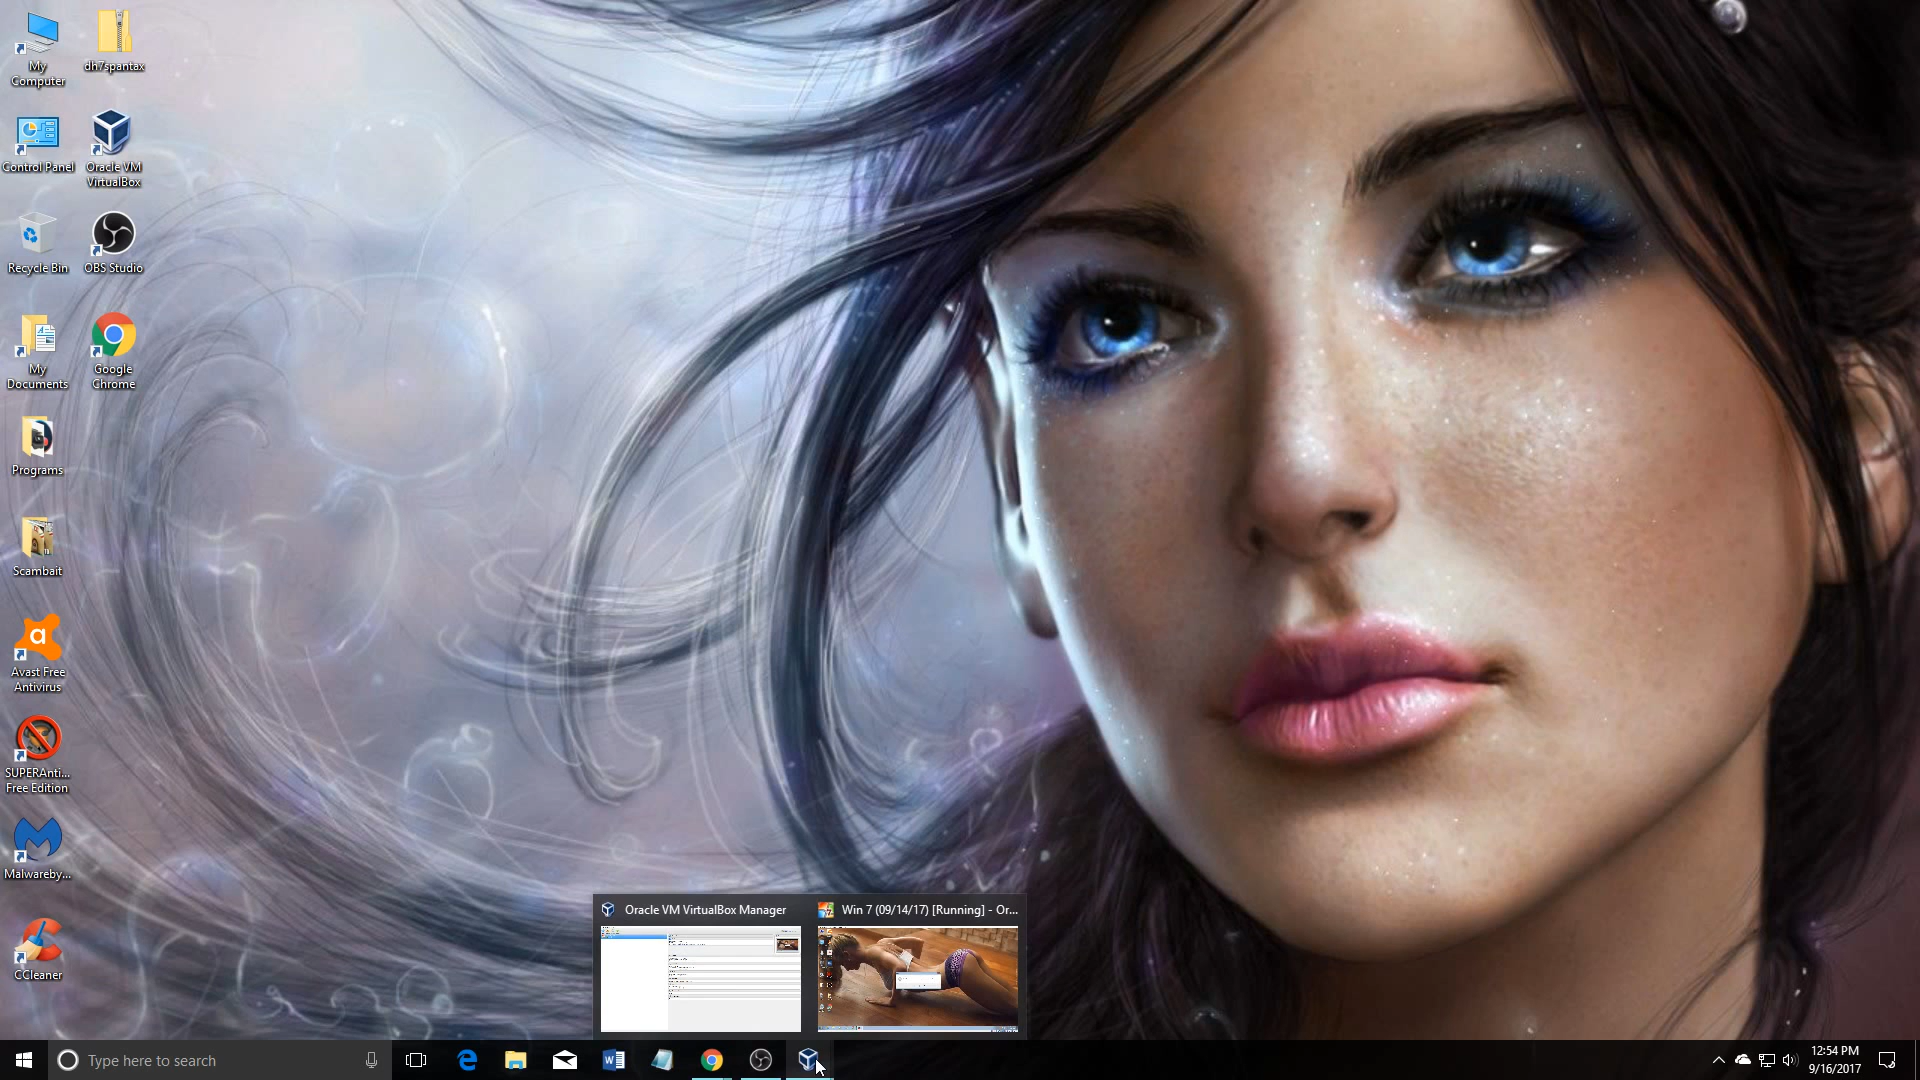 My
Computer
dh7spantax
Control Panel
Oracle VM
VirtualBox
Recycle Bin
OBS Studio
My
Documents
Google
Chrome
Programs
Scambait
Avast Free
Antivirus
SUPERAnti...
Free Edition
Malwareby...
CCleaner
Oracle VM VirtualBox Manager
Win 7 (09/14/17) [Running] - Or...
Type here to search
12:54 PM
9/16/2017